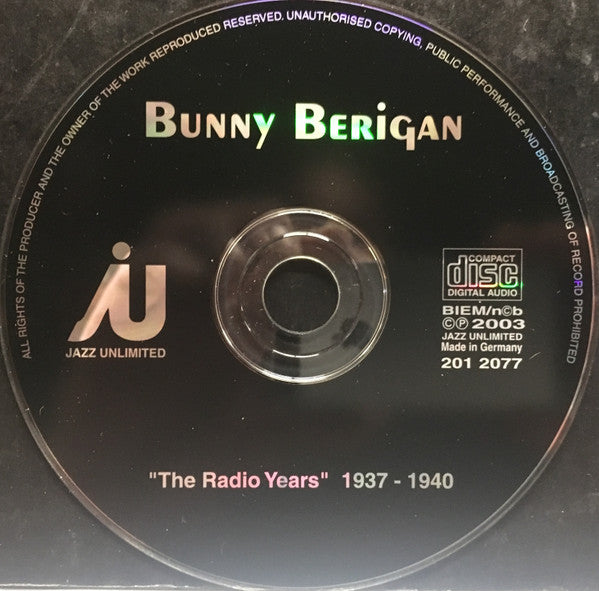 ALL RIGHTS OF THE PRODUCER AND THE OWNER OF THE WORK REPRODUCED RESERVED. UNAUTHORISED COPYING, PUBLIC PERFORMANCE AND BROADCASTING OF RECORD PROHIBITED
BUNNY BERIGAN
JU
JAZZ UNLIMITED
COMPACT
disc
DIGITAL AUDIO
BIEM/n©b
©℗ 2003
JAZZ UNLIMITED
Made in Germany
201 2077
"The Radio Years" 1937 - 1940